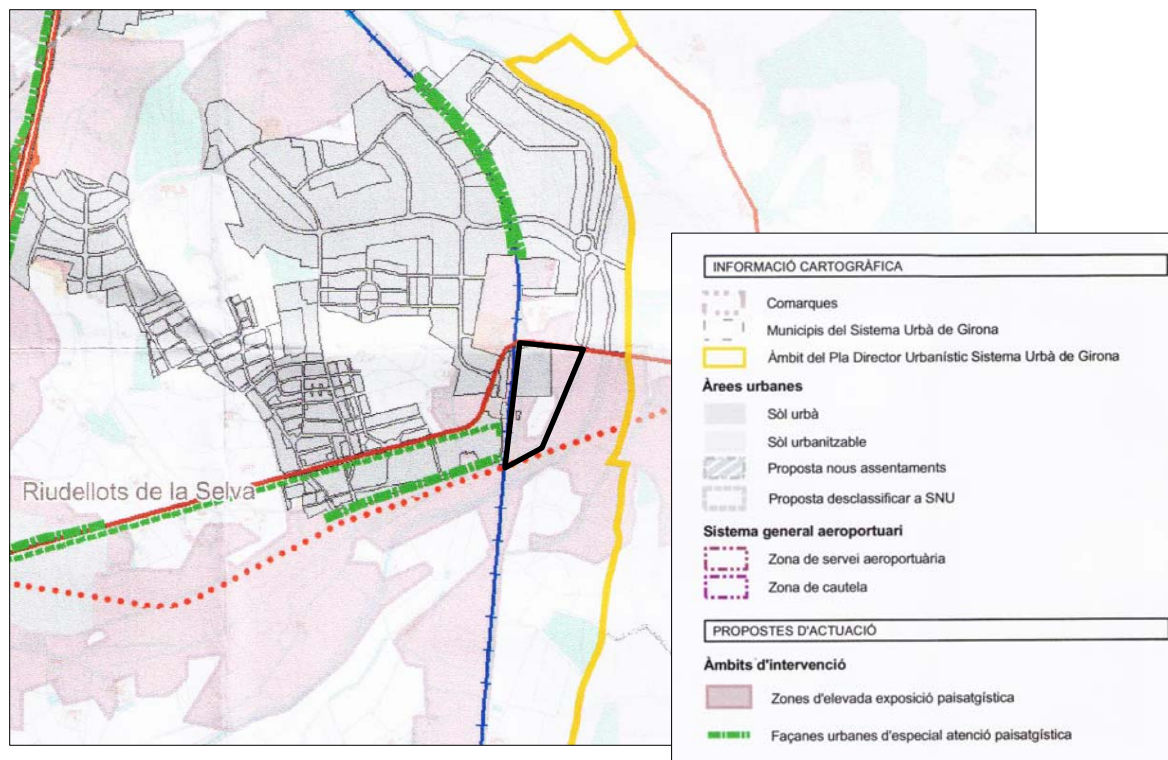 Riudellots de la Selva
INFORMACIÓ CARTOGRÀFICA
Comarques
Municipis del Sistema Urbà de Girona
Àmbit del Pla Director Urbanístic Sistema Urbà de Girona
Àrees urbanes
Sòl urbà
Sòl urbanitzable
Proposta nous assentaments
Proposta desclassificar a SNU
Sistema general aeroportuari
Zona de servei aeroportuària
Zona de cautela
PROPOSTES D'ACTUACIÓ
Àmbits d'intervenció
Zones d'elevada exposició paisatgística
Façanes urbanes d'especial atenció paisatgística